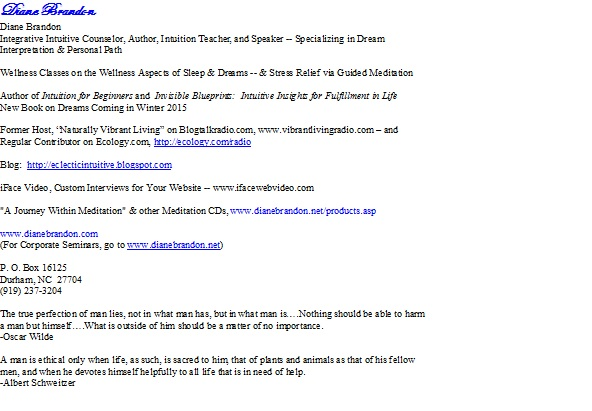 Diane Brandon
Diane Brandon
Integrative Intuitive Counselor, Author, Intuition Teacher, and Speaker -- Specializing in Dream
Interpretation & Personal Path
Wellness Classes on the Wellness Aspects of Sleep & Dreams -- & Stress Relief via Guided Meditation
Author of Intuition for Beginners and Invisible Blueprints: Intuitive Insights for Fulfillment in Life
New Book on Dreams Coming in Winter 2015
Former Host, "Naturally Vibrant Living" on Blogtalkradio.com, www.vibrantlivingradio.com – and
Regular Contributor on Ecology.com, http://ecology.com/radio
Blog: http://eclecticintuitive.blogspot.com
iFace Video, Custom Interviews for Your Website -- www.ifacewebvideo.com
"A Journey Within Meditation" & other Meditation CDs, www.dianebrandon.net/products.asp
www.dianebrandon.com
(For Corporate Seminars, go to www.dianebrandon.net)
P. O. Box 16125
Durham, NC 27704
(919) 237-3204
The true perfection of man lies, not in what man has, but in what man is....Nothing should be able to harm
a man but himself....What is outside of him should be a matter of no importance.
-Oscar Wilde
A man is ethical only when life, as such, is sacred to him, that of plants and animals as that of his fellow
men, and when he devotes himself helpfully to all life that is in need of help.
-Albert Schweitzer